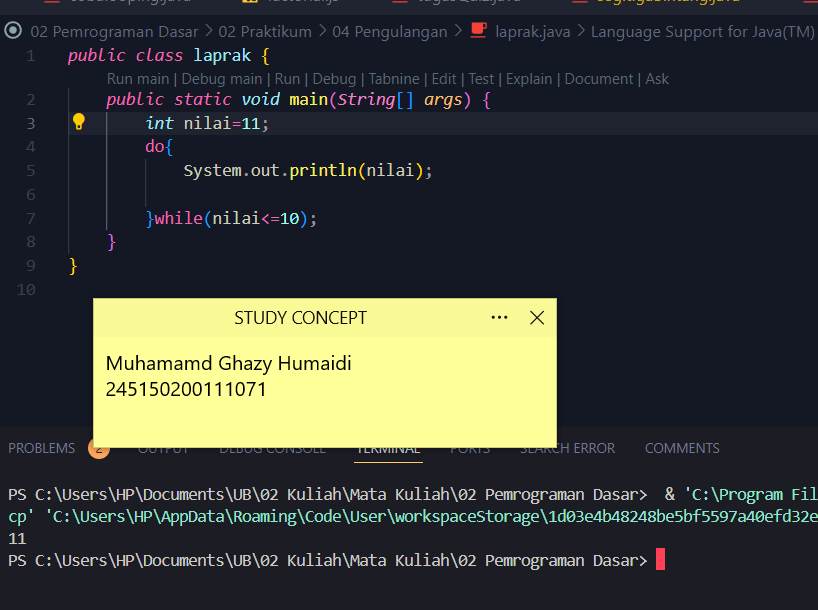 02 Pemrograman Dasar > 02 Praktikum > 04 Pengulangan > laprak.java > Language Support for Java(TM)
1 public class laprak {
Run main | Debug main | Run | Debug | Tabnine | Edit | Test | Explain | Document | Ask
2 public static void main(String[] args) {
3 int nilai=11;
4 do{
5 System.out.println(nilai);
6
7 }while(nilai<=10);
8 }
9 }
10
STUDY CONCEPT ··· ×
Muhamamd Ghazy Humaidi
245150200111071
PROBLEMS 2 OUTPUT DEBUG CONSOLE TERMINAL PORTS SEARCH ERROR COMMENTS
PS C:\Users\HP\Documents\UB\02 Kuliah\Mata Kuliah\02 Pemrograman Dasar> & 'C:\Program Fil
cp' 'C:\Users\HP\AppData\Roaming\Code\User\workspaceStorage\1d03e4b48248be5bf5597a40efd32e
11
PS C:\Users\HP\Documents\UB\02 Kuliah\Mata Kuliah\02 Pemrograman Dasar>